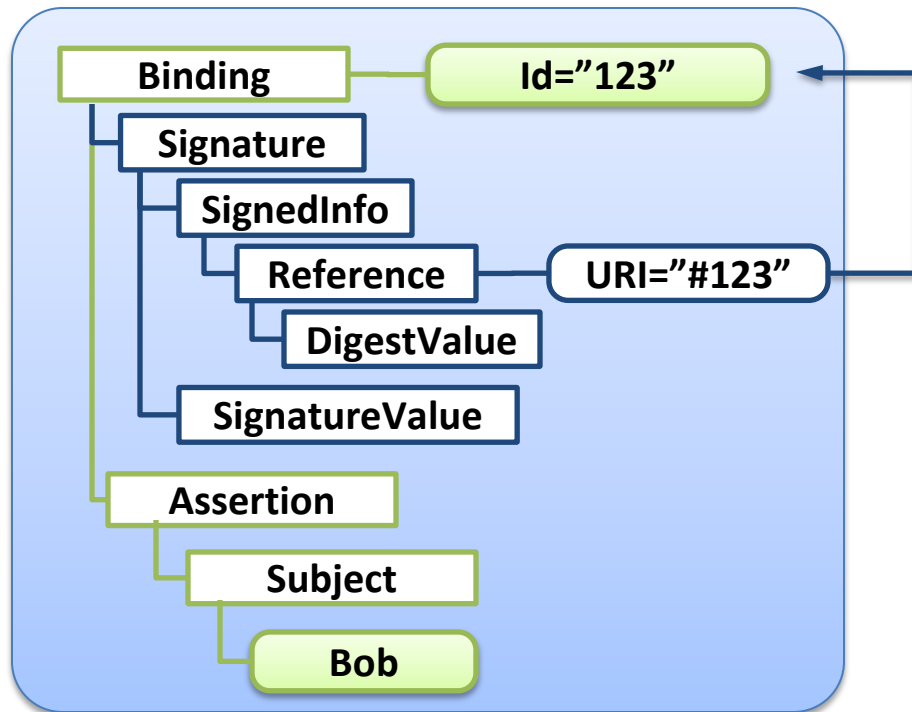 Binding
Id=”123”
Signature
SignedInfo
Reference
URI=”#123”
DigestValue
SignatureValue
Assertion
Subject
Bob